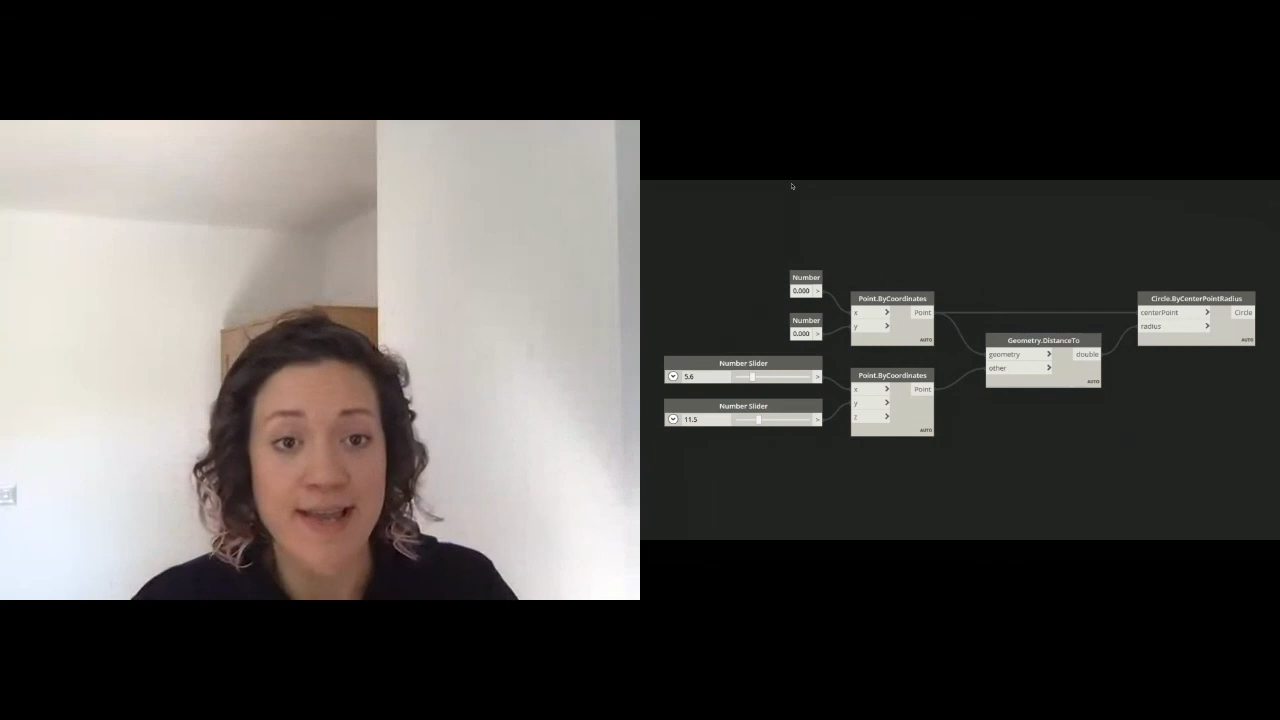 Number
0.000 >
Number
0.000 >
Point.ByCoordinates
x > Point
y >
AUTO
Circle.ByCenterPointRadius
centerPoint > Circle
radius >
AUTO
Geometry.DistanceTo
geometry > double
other >
AUTO
Number Slider
5.6 >
Number Slider
11.5 >
Point.ByCoordinates
x > Point
y >
z >
AUTO